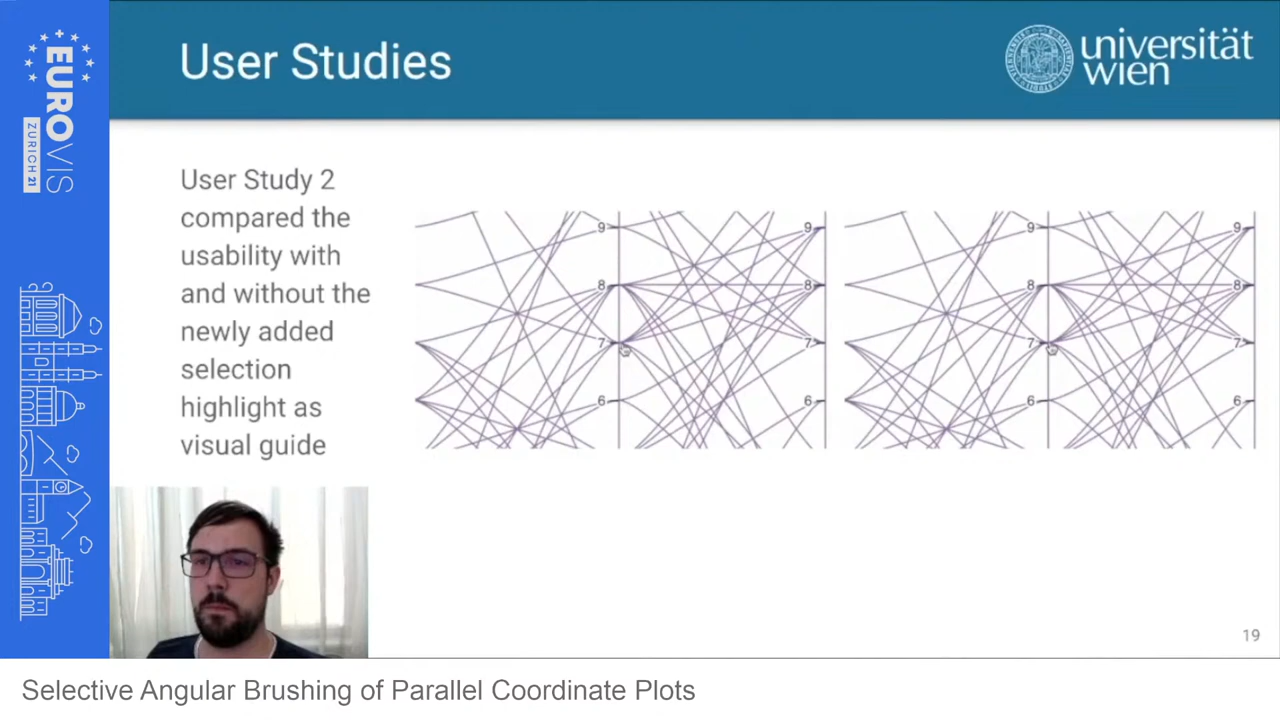 EUROVIS
ZURICH 21
User Studies
universität
wien
User Study 2
compared the
usability with
and without the
newly added
selection
highlight as
visual guide
9
8
7
6
9
8
7
6
9
8
7
6
9
8
7
6
19
Selective Angular Brushing of Parallel Coordinate Plots